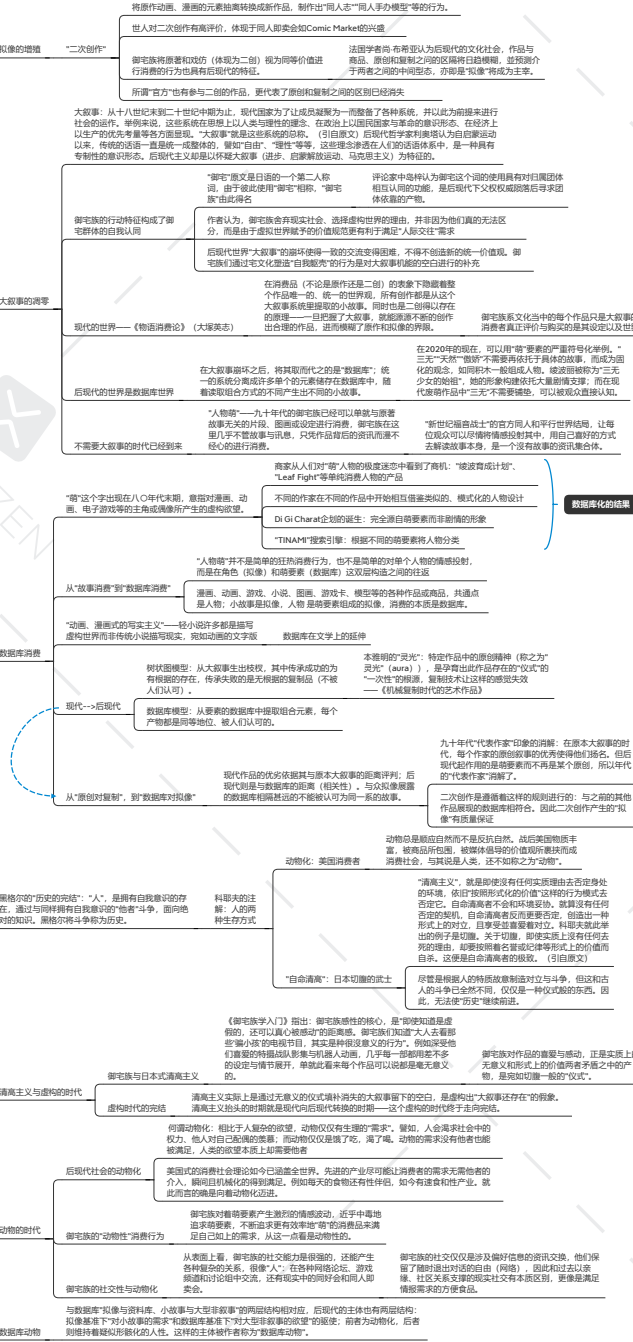 将原作动画、漫画的元素抽离转换成新作品，制作出"同人志""同人手办模型"等的行为。
世人对二次创作有高评价，体现于同人即卖会如Comic Market的兴盛
拟像的增殖
"二次创作"
御宅族将原著和戏仿（体现为二创）视为同等价值进
行消费的行为也具有后现代的特征。
法国学者尚·布希亚认为后现代的文化社会，作品与
商品、原创和复制之间的区隔将日趋模糊，并预测介
于两者之间的中间型态，亦即是"拟像"将成为主宰。
所谓"官方"也有参与二创的作品，更代表了原创和复制之间的区别已经消失
大叙事：从十八世纪末到二十世纪中期为止，现代国家为了让成员凝聚为一而整备了各种系统，并以此为前提来进行
社会的运作。举例来说，这些系统在思想上以人类与理性的理念、在政治上以国民国家与革命的意识形态、在经济上
以生产的优先考量等各方面显现。"大叙事"就是这些系统的总称。（引自原文）后现代哲学家利奥塔认为自启蒙运动
以来，传统的话语一直是统一成整体的，譬如"自由"、"理性"等等，这些理念渗透在人们的话语体系中，是一种具有
专制性的意识形态。后现代主义却是以怀疑大叙事（进步、启蒙解放运动、马克思主义）为特征的。
"御宅"原文是日语的一个第二人称
词，由于彼此使用"御宅"相称，"御宅
族"由此得名
评论家中岛梓认为御宅这个词的使用具有对归属团体
相互认同的功能，是后现代下父权权威陨落后寻求团
体依靠的产物。
御宅族的行动特征构成了御
宅群体的自我认同
作者认为，御宅族舍弃现实社会、选择虚构世界的理由，并非因为他们真的无法区
分，而是由于虚拟世界赋予的价值规范更有利于满足"人际交往"需求
后现代世界"大叙事"的崩坏使得一致的交流变得困难，不得不创造新的统一价值观。御
宅族们通过宅文化塑造"自我躯壳"的行为是对大叙事机能的空白进行的补充
大叙事的凋零
现代的世界——《物语消费论》（大塚英志）
在消费品（不论是原作还是二创）的表象下隐藏着整
个作品唯一的、统一的世界观，所有创作都是从这个
大叙事系统里提取的小故事。同时也是二创得以存在
的原理——一旦把握了大叙事，就能源源不断的创作
出合理的作品，进而模糊了原作和拟像的界限。
御宅族系文化当中的每个作品只是大叙事的
消费者真正评价与购买的是其设定以及世
后现代的世界是数据库世界
在大叙事崩坏之后，将其取而代之的是"数据库"；统
一的系统分离成许多单个的元素储存在数据库中，随
着读取组合方式的不同产生出不同的小故事。
在2020年的现在，可以用"萌"要素的严重符号化举例。"
三无""天然""傲娇"不需要再依托于具体的故事，而成为固
化的观念，如同积木一般组成人物。绫波丽被称为"三无
少女的始祖"，她的形象构建依托大量剧情支撑；而在现
代废萌作品中"三无"不需要铺垫，可以被观众直接认知。
不需要大叙事的时代已经到来
"人物萌"——九十年代的御宅族已经可以单就与原著
故事无关的片段、图画或设定进行消费，御宅族在这
里几乎不管故事与讯息，只凭作品背后的资讯而漫不
经心的进行消费。
"新世纪福音战士"的官方同人和平行世界结局，让每
位观众可以尽情将情感投射其中，用自己喜好的方式
去解读故事本身，是一个没有故事的资讯集合体。
"萌"这个字出现在八〇年代末期，意指对漫画、动
画、电子游戏等的主角或偶像所产生的虚构欲望。
商家从人们对"萌"人物的极度迷恋中看到了商机："绫波育成计划"、
"Leaf Fight"等单纯消费人物的产品
不同的作家在不同的作品中开始相互借鉴类似的、模式化的人物设计
Di Gi Charat企划的诞生：完全源自萌要素而非剧情的形象
"TINAMI"搜索引擎：根据不同的萌要素将人物分类
数据库化的结果
从"故事消费"到"数据库消费"
"人物萌"并不是简单的狂热消费行为，也不是简单的对单个人物的情感投射，
而是在角色（拟像）和萌要素（数据库）这双层构造之间的往返
漫画、动画、游戏、小说、图画、游戏卡、模型等的各种作品或商品，共通点
是人物；小故事是拟像，人物是萌要素组成的拟像，消费的本质是数据库。
"动画、漫画式的写实主义"——轻小说许多都是描写
虚构世界而非传统小说描写现实，宛如动画的文字版
数据库在文学上的延伸
数据库消费
现代-->后现代
树状图模型：从大叙事生出枝杈，其中传承成功的为
有根据的存在，传承失败的是无根据的复制品（不被
人们认可）。
本雅明的"灵光"：特定作品中的原创精神（称之为"
灵光"（aura）），是孕育出此作品存在的"仪式"的
"一次性"的根源，复制技术让这样的感觉失效
——《机械复制时代的艺术作品》
数据库模型：从要素的数据库中提取组合元素，每个
产物都是同等地位、被人们认可的。
从"原创对复制"，到"数据库对拟像"
现代作品的优劣依据其与原本大叙事的距离评判；后
现代则是与数据库的距离（相关性）。与众拟像展露
的数据库相隔甚远的不能被认可为同一系的故事。
九十年代"代表作家"印象的消解：在原本大叙事的时
代，每个作家的原创叙事的优秀使得他们扬名。但后
现代起作用的是萌要素而不再是某个原创，所以年代
的"代表作家"消解了。
二次创作是遵循着这样的规则进行的：与之前的其他
作品展现的数据库相符合。因此二次创作产生的"拟
像"有质量保证
黑格尔的"历史的完结"："人"，是拥有自我意识的存
在，通过与同样拥有自我意识的"他者"斗争，面向绝
对的知识。黑格尔将斗争称为历史。
科耶夫的注
解：人的两
种生存方式
动物化：美国消费者
动物总是顺应自然而不是反抗自然。战后美国物质丰
富，被商品所包围，被媒体倡导的价值观所裹挟而成
消费社会，与其说是人类，还不如称之为"动物"。
"自命清高"：日本切腹的武士
"清高主义"，就是即使没有任何实质理由去否定身处
的环境，依旧"按照形式化的价值"这样的行为模式去
否定它。自命清高者不会和环境妥协。就算沒有任何
否定的契机，自命清高者反而更要否定，创造出一种
形式上的对立，且享受並喜爱着对立。科耶夫就此举
出的例子是切腹。关于切腹，即使实质上沒有任何去
死的理由，却要按照着名誉或纪律等形式上的价值而
自杀。这便是自命清高者的极致。（引自原文）
尽管是根据人的特质故意制造对立与斗争，但这和古
人的斗争已全然不同，仅仅是一种仪式般的东西。因
此，无法使"历史"继续前进。
清高主义与虚构的时代
御宅族与日本式清高主义
《御宅族学入门》指出：御宅族感性的核心，是"即使知道是虚
假的，还可以真心被感动"的距离感。御宅族们知道"大人去看那
些'骗小孩'的电视节目，其实是种很没意义的行为"。例如深受他
们喜爱的特摄战队影集与机器人动画，几乎每一部都用差不多
的设定与情节展开，单就此看来每个作品可以说都是毫无意义
的。
御宅族对作品的喜爱与感动，正是实质上
无意义和形式上的价值两者矛盾之中的产
物，是宛如切腹一般的"仪式"。
虚构时代的完结
清高主义实际上是通过无意义的仪式填补消失的大叙事留下的空白，是虚构出"大叙事还存在"的假象。
清高主义抬头的时期就是现代向后现代转换的时期——这个虚构的时代终于走向完结。
动物的时代
后现代社会的动物化
何谓动物化：相比于人复杂的欲望，动物仅仅有生理的"需求"。譬如，人会渴求社会中的
权力、他人对自己配偶的羡慕；而动物仅仅是饿了吃，渴了喝。动物的需求没有他者也能
被满足，人类的欲望本质上却需要他者
美国式的消费社会理论如今已涵盖全世界。先进的产业尽可能让消费者的需求无需他者的
介入，瞬间且机械化的得到满足。例如每天的食物还有性伴侣，如今有速食和性产业。就
此而言的确是向着动物化迈进。
御宅族的"动物性"消费行为
御宅族对着萌要素产生激烈的情感波动，近乎中毒地
追求萌要素，不断追求更有效率地"萌"的消费品来满
足自己如上的需求，从这一点看是动物性的。
御宅族的社交性与动物化
从表面上看，御宅族的社交能力是很强的，还能产生
各种复杂的关系，很像"人"；在各种网络论坛、游戏
频道和讨论组中交流，还有现实中的同好会和同人即
卖会。
御宅族的社交仅仅是涉及偏好信息的资讯交换，他们保
留了随时退出对话的自由（网络），因此和过去以亲
缘、社区关系支撑的现实社交有本质区别，更像是满足
情报需求的方便食品。
数据库动物
与数据库"拟像与资料库、小故事与大型非叙事"的两层结构相对应，后现代的主体也有两层结构：
拟像基准下"对小故事的需求"和数据库基准下"对大型非叙事的欲望"的驱使；前者为动物化，后者
则维持着疑似形骸化的人性。这样的主体被作者称为"数据库动物"。
ZEN